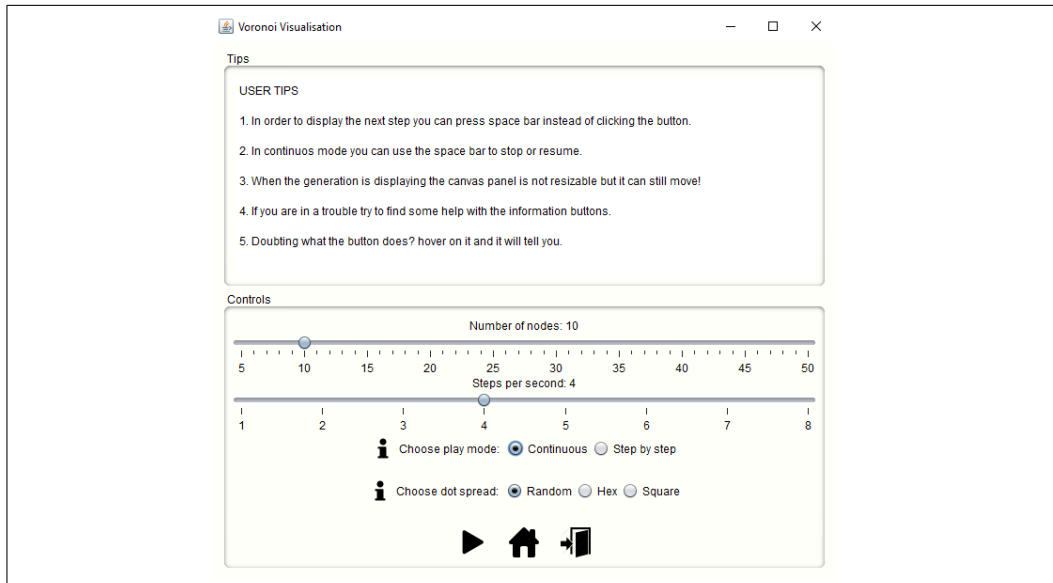 Voronoi Visualisation
Tips
USER TIPS
1. In order to display the next step you can press space bar instead of clicking the button.
2. In continuos mode you can use the space bar to stop or resume.
3. When the generation is displaying the canvas panel is not resizable but it can still move!
4. If you are in a trouble try to find some help with the information buttons.
5. Doubting what the button does? hover on it and it will tell you.
Controls
Number of nodes: 10
5 10 15 20 25 30 35 40 45 50
Steps per second: 4
1 2 3 4 5 6 7 8
Choose play mode: Continuous Step by step
Choose dot spread: Random Hex Square